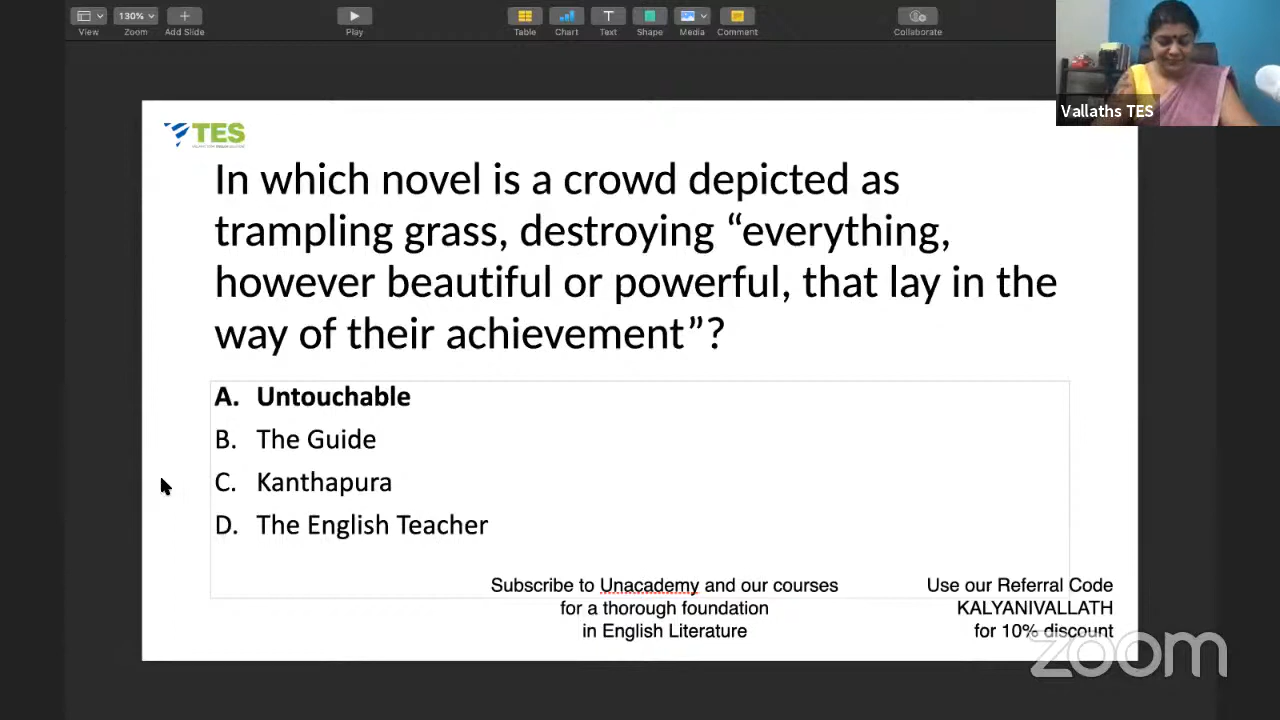 View
130%
Zoom
Add Slide
Play
Table
Chart
Text
Shape
Media
Comment
Collaborate
Vallaths TES
TES
In which novel is a crowd depicted as
trampling grass, destroying “everything,
however beautiful or powerful, that lay in the
way of their achievement”?
A. Untouchable
B. The Guide
C. Kanthapura
D. The English Teacher
Subscribe to Unacademy and our courses
for a thorough foundation
in English Literature
Use our Referral Code
KALYANIVALLATH
for 10% discount
zoom